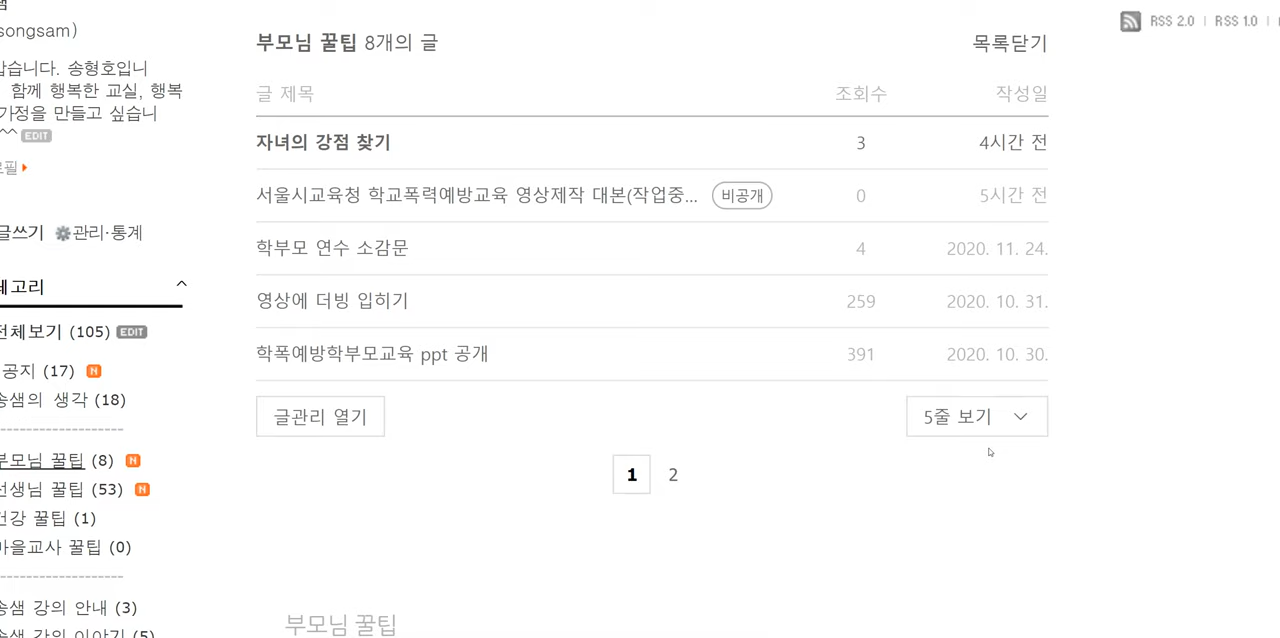 songsam)
갑습니다. 송형호입니
함께 행복한 교실, 행복
가정을 만들고 싶습니
^^ EDIT
글쓰기 관리·통계
전체보기 (105) EDIT
공지 (17) N
송샘의 생각 (18)
--------------------
부모님 꿀팁 (8) N
선생님 꿀팁 (53) N
건강 꿀팁 (1)
마을교사 꿀팁 (0)
--------------------
송샘 강의 안내 (3)
송샘 강의 이야기 (5)
부모님 꿀팁 8개의 글 목록닫기
글 제목 조회수 작성일
자녀의 강점 찾기 3 4시간 전
서울시교육청 학교폭력예방교육 영상제작 대본(작업중... 비공개 0 5시간 전
학부모 연수 소감문 4 2020. 11. 24.
영상에 더빙 입히기 259 2020. 10. 31.
학폭예방학부모교육 ppt 공개 391 2020. 10. 30.
글관리 열기 5줄 보기
1 2
부모님 꿀팁
RSS 2.0 | RSS 1.0 |